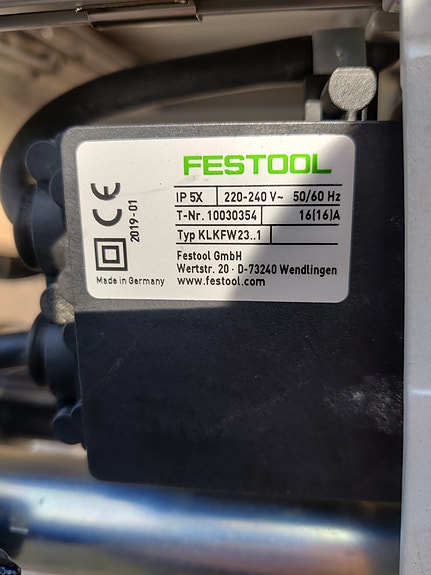 FESTOOL
IP 5X 220-240 V~ 50/60 Hz
T-Nr. 10030354 16(16)A
Typ KLKFW23..1
Festool GmbH
Wertstr. 20 · D-73240 Wendlingen
www.festool.com
CE
2019-01
Made in Germany